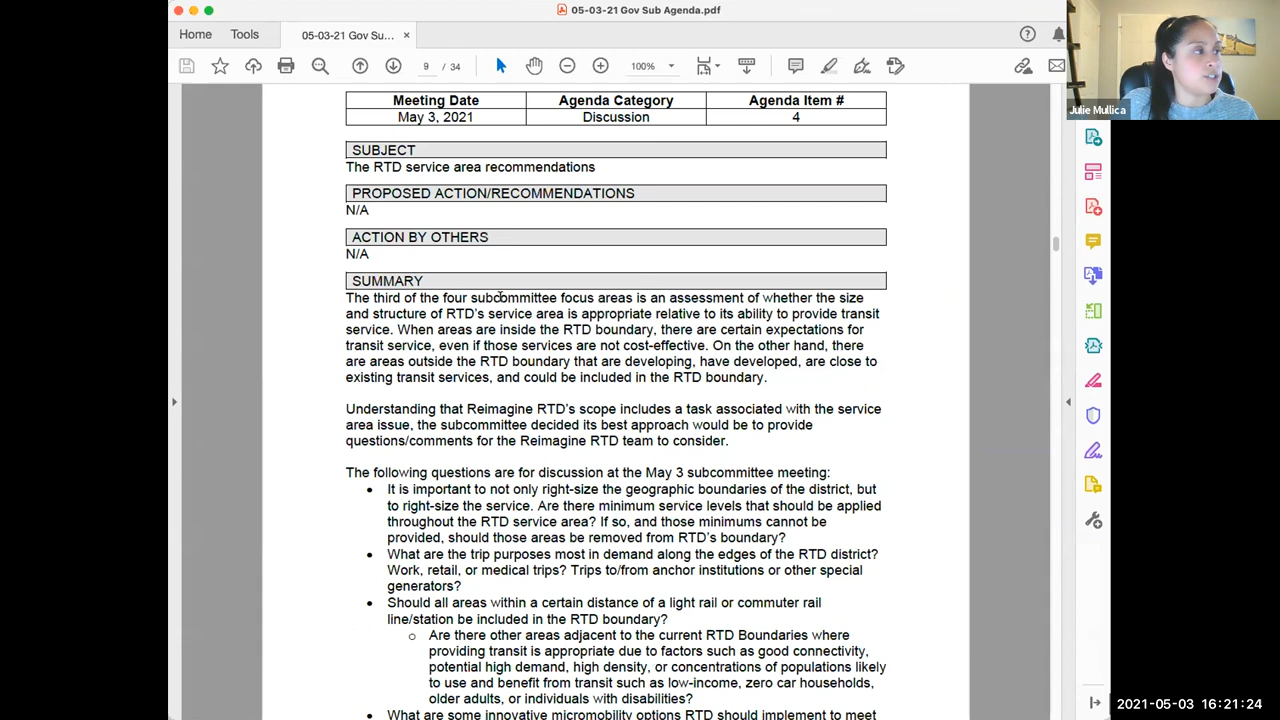 05-03-21 Gov Sub Agenda.pdf
Home Tools 05-03-21 Gov Su... ×
9 / 34 100%
Julie Mullica
Meeting Date Agenda Category Agenda Item #
May 3, 2021 Discussion 4
SUBJECT
The RTD service area recommendations
PROPOSED ACTION/RECOMMENDATIONS
N/A
ACTION BY OTHERS
N/A
SUMMARY
The third of the four subcommittee focus areas is an assessment of whether the size
and structure of RTD's service area is appropriate relative to its ability to provide transit
service. When areas are inside the RTD boundary, there are certain expectations for
transit service, even if those services are not cost-effective. On the other hand, there
are areas outside the RTD boundary that are developing, have developed, are close to
existing transit services, and could be included in the RTD boundary.
Understanding that Reimagine RTD's scope includes a task associated with the service
area issue, the subcommittee decided its best approach would be to provide
questions/comments for the Reimagine RTD team to consider.
The following questions are for discussion at the May 3 subcommittee meeting:
• It is important to not only right-size the geographic boundaries of the district, but
to right-size the service. Are there minimum service levels that should be applied
throughout the RTD service area? If so, and those minimums cannot be
provided, should those areas be removed from RTD's boundary?
• What are the trip purposes most in demand along the edges of the RTD district?
Work, retail, or medical trips? Trips to/from anchor institutions or other special
generators?
• Should all areas within a certain distance of a light rail or commuter rail
line/station be included in the RTD boundary?
o Are there other areas adjacent to the current RTD Boundaries where
providing transit is appropriate due to factors such as good connectivity,
potential high demand, high density, or concentrations of populations likely
to use and benefit from transit such as low-income, zero car households,
older adults, or individuals with disabilities?
• What are some innovative micromobility options RTD should implement to meet
2021-05-03 16:21:24